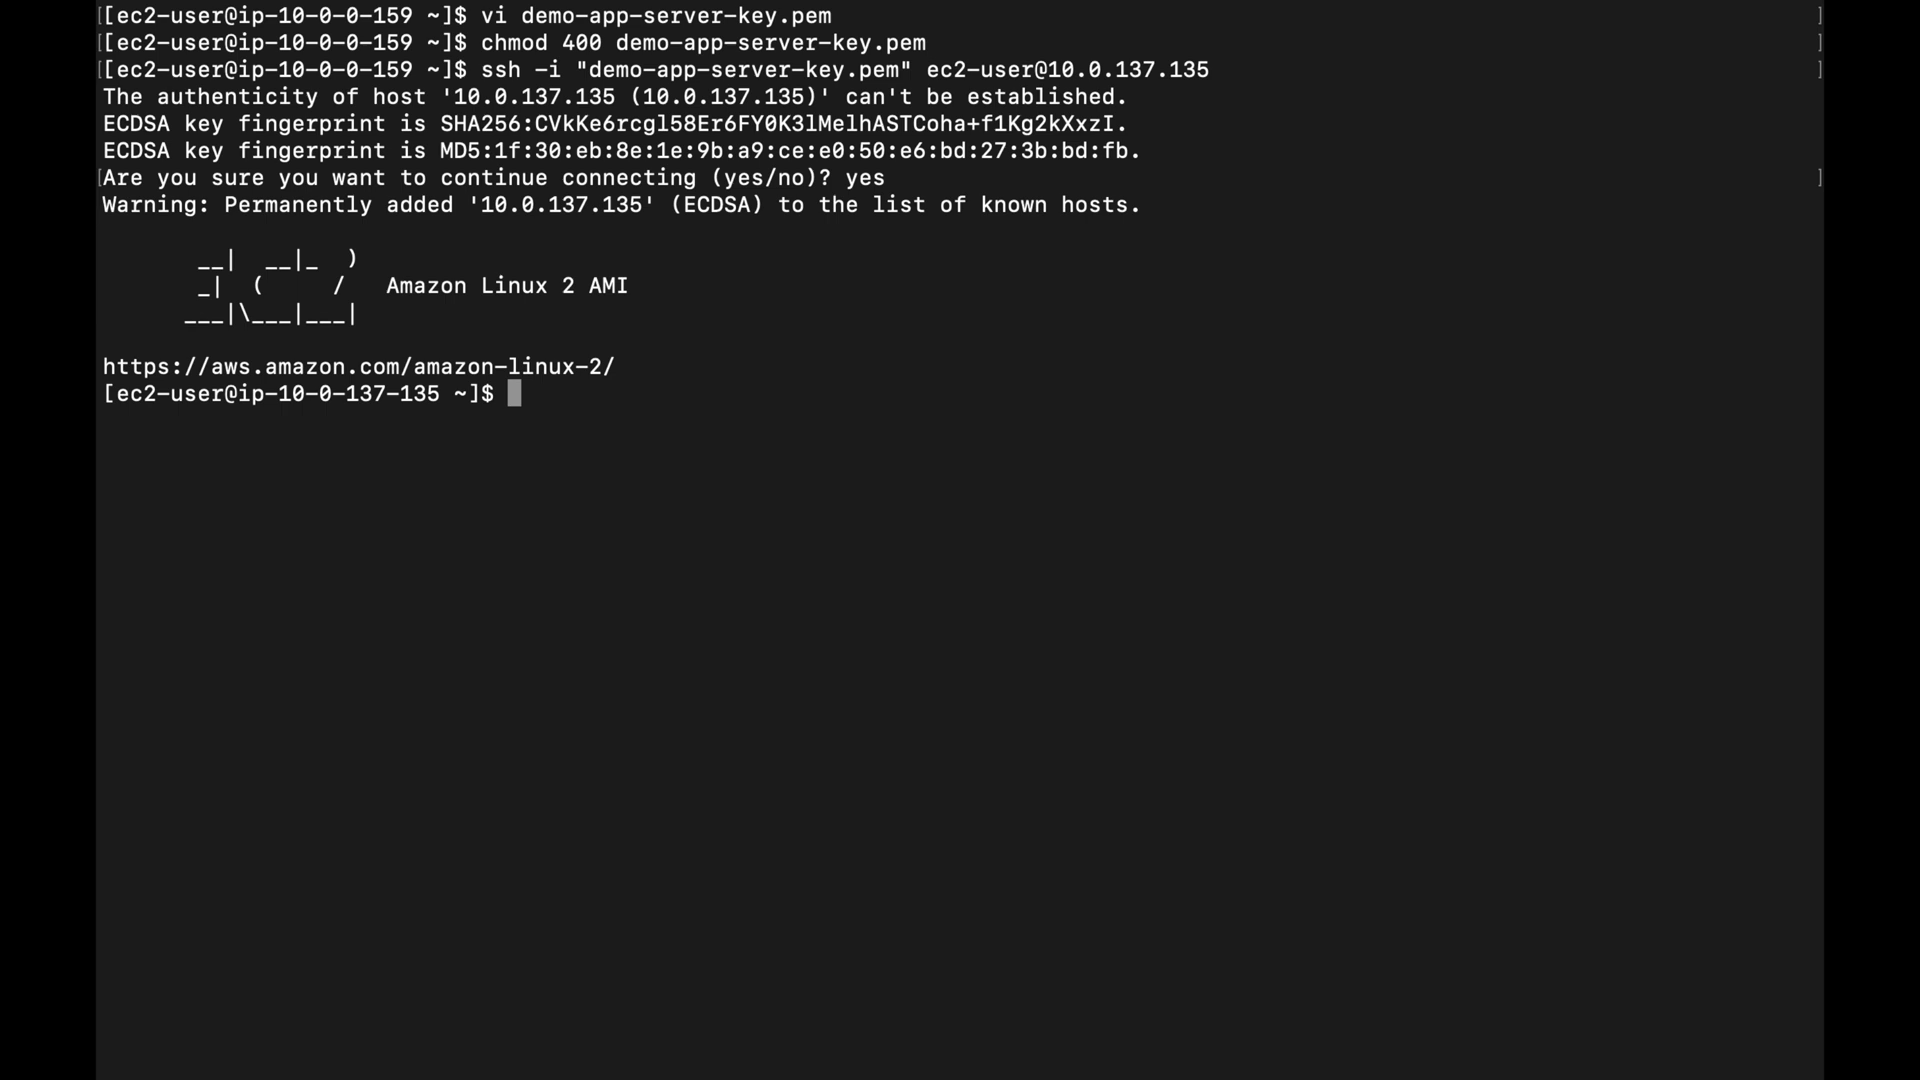 [ec2-user@ip-10-0-0-159 ~]$ vi demo-app-server-key.pem
[ec2-user@ip-10-0-0-159 ~]$ chmod 400 demo-app-server-key.pem
[ec2-user@ip-10-0-0-159 ~]$ ssh -i "demo-app-server-key.pem" ec2-user@10.0.137.135
The authenticity of host '10.0.137.135 (10.0.137.135)' can't be established.
ECDSA key fingerprint is SHA256:CVkKe6rcgl58Er6FY0K3lMelhASTCoha+f1Kg2kXxzI.
ECDSA key fingerprint is MD5:1f:30:eb:8e:1e:9b:a9:ce:e0:50:e6:bd:27:3b:bd:fb.
Are you sure you want to continue connecting (yes/no)? yes
Warning: Permanently added '10.0.137.135' (ECDSA) to the list of known hosts.
       __|  __|_  )
       _|  (     /   Amazon Linux 2 AMI
      ___|\___|___|
https://aws.amazon.com/amazon-linux-2/
[ec2-user@ip-10-0-137-135 ~]$